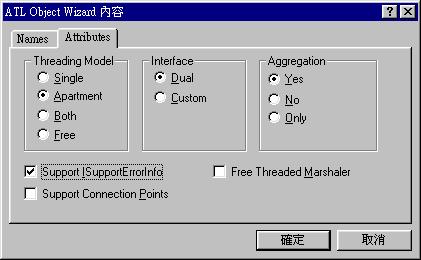 ATL Object Wizard 內容
Names Attributes
Threading Model Interface Aggregation
Single Dual Yes
Apartment Custom No
Both Only
Free
Support ISupportErrorInfo Free Threaded Marshaler
Support Connection Points
確定 取消